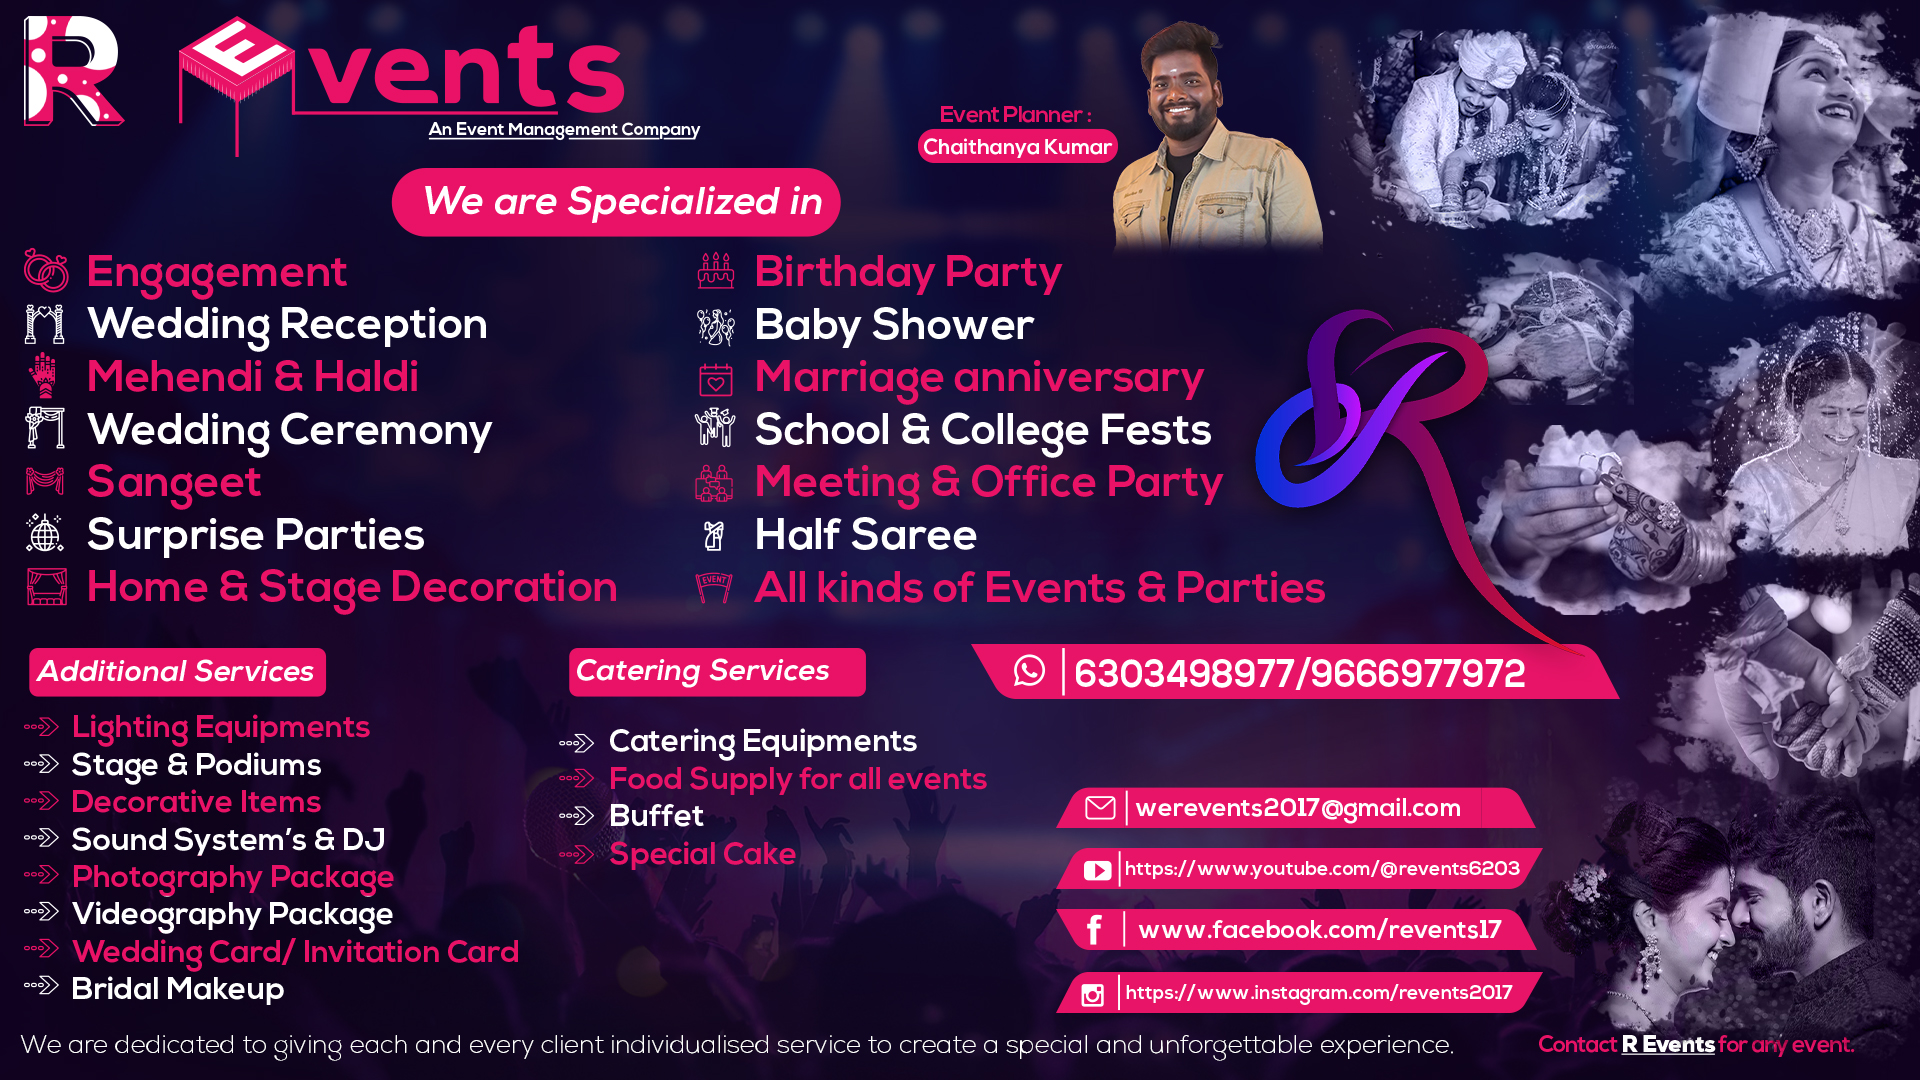 R Events
An Event Management Company
Event Planner :
Chaithanya Kumar
We are Specialized in
Engagement
Wedding Reception
Mehendi & Haldi
Wedding Ceremony
Sangeet
Surprise Parties
Home & Stage Decoration
Birthday Party
Baby Shower
Marriage anniversary
School & College Fests
Meeting & Office Party
Half Saree
EVENT
All kinds of Events & Parties
R
Additional Services
Lighting Equipments
Stage & Podiums
Decorative Items
Sound System’s & DJ
Photography Package
Videography Package
Wedding Card/ Invitation Card
Bridal Makeup
Catering Services
Catering Equipments
Food Supply for all events
Buffet
Special Cake
6303498977/9666977972
werevents2017@gmail.com
https://www.youtube.com/@revents6203
www.facebook.com/revents17
https://www.instagram.com/revents2017
We are dedicated to giving each and every client individualised service to create a special and unforgettable experience.
Contact R Events for any event.